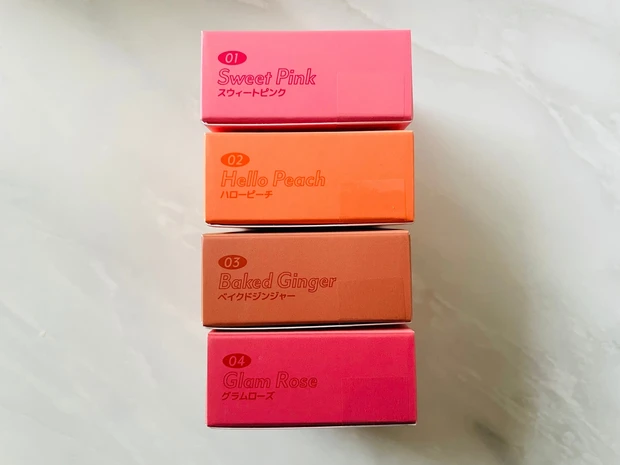 01
Sweet Pink
スウィートピンク
02
Hello Peach
ハローピーチ
03
Baked Ginger
ベイクドジンジャー
04
Glam Rose
グラムローズ